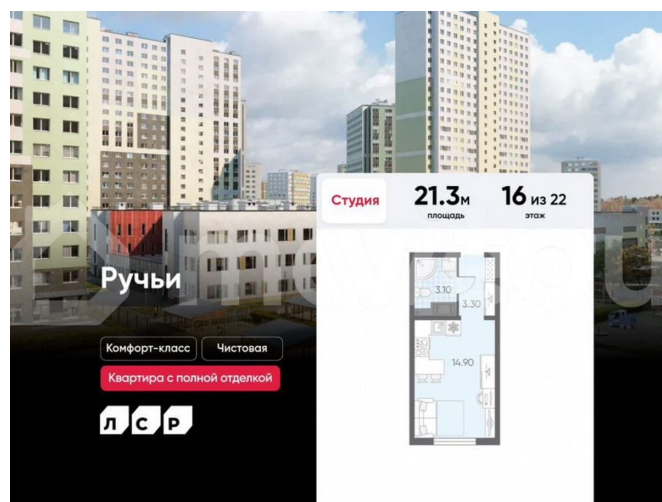 Студия
21.3м
площадь
16 из 22
этаж
Ручьи
Комфорт-класс
Чистовая
Квартира с полной отделкой
ЛСР
3.10
3.30
14.90